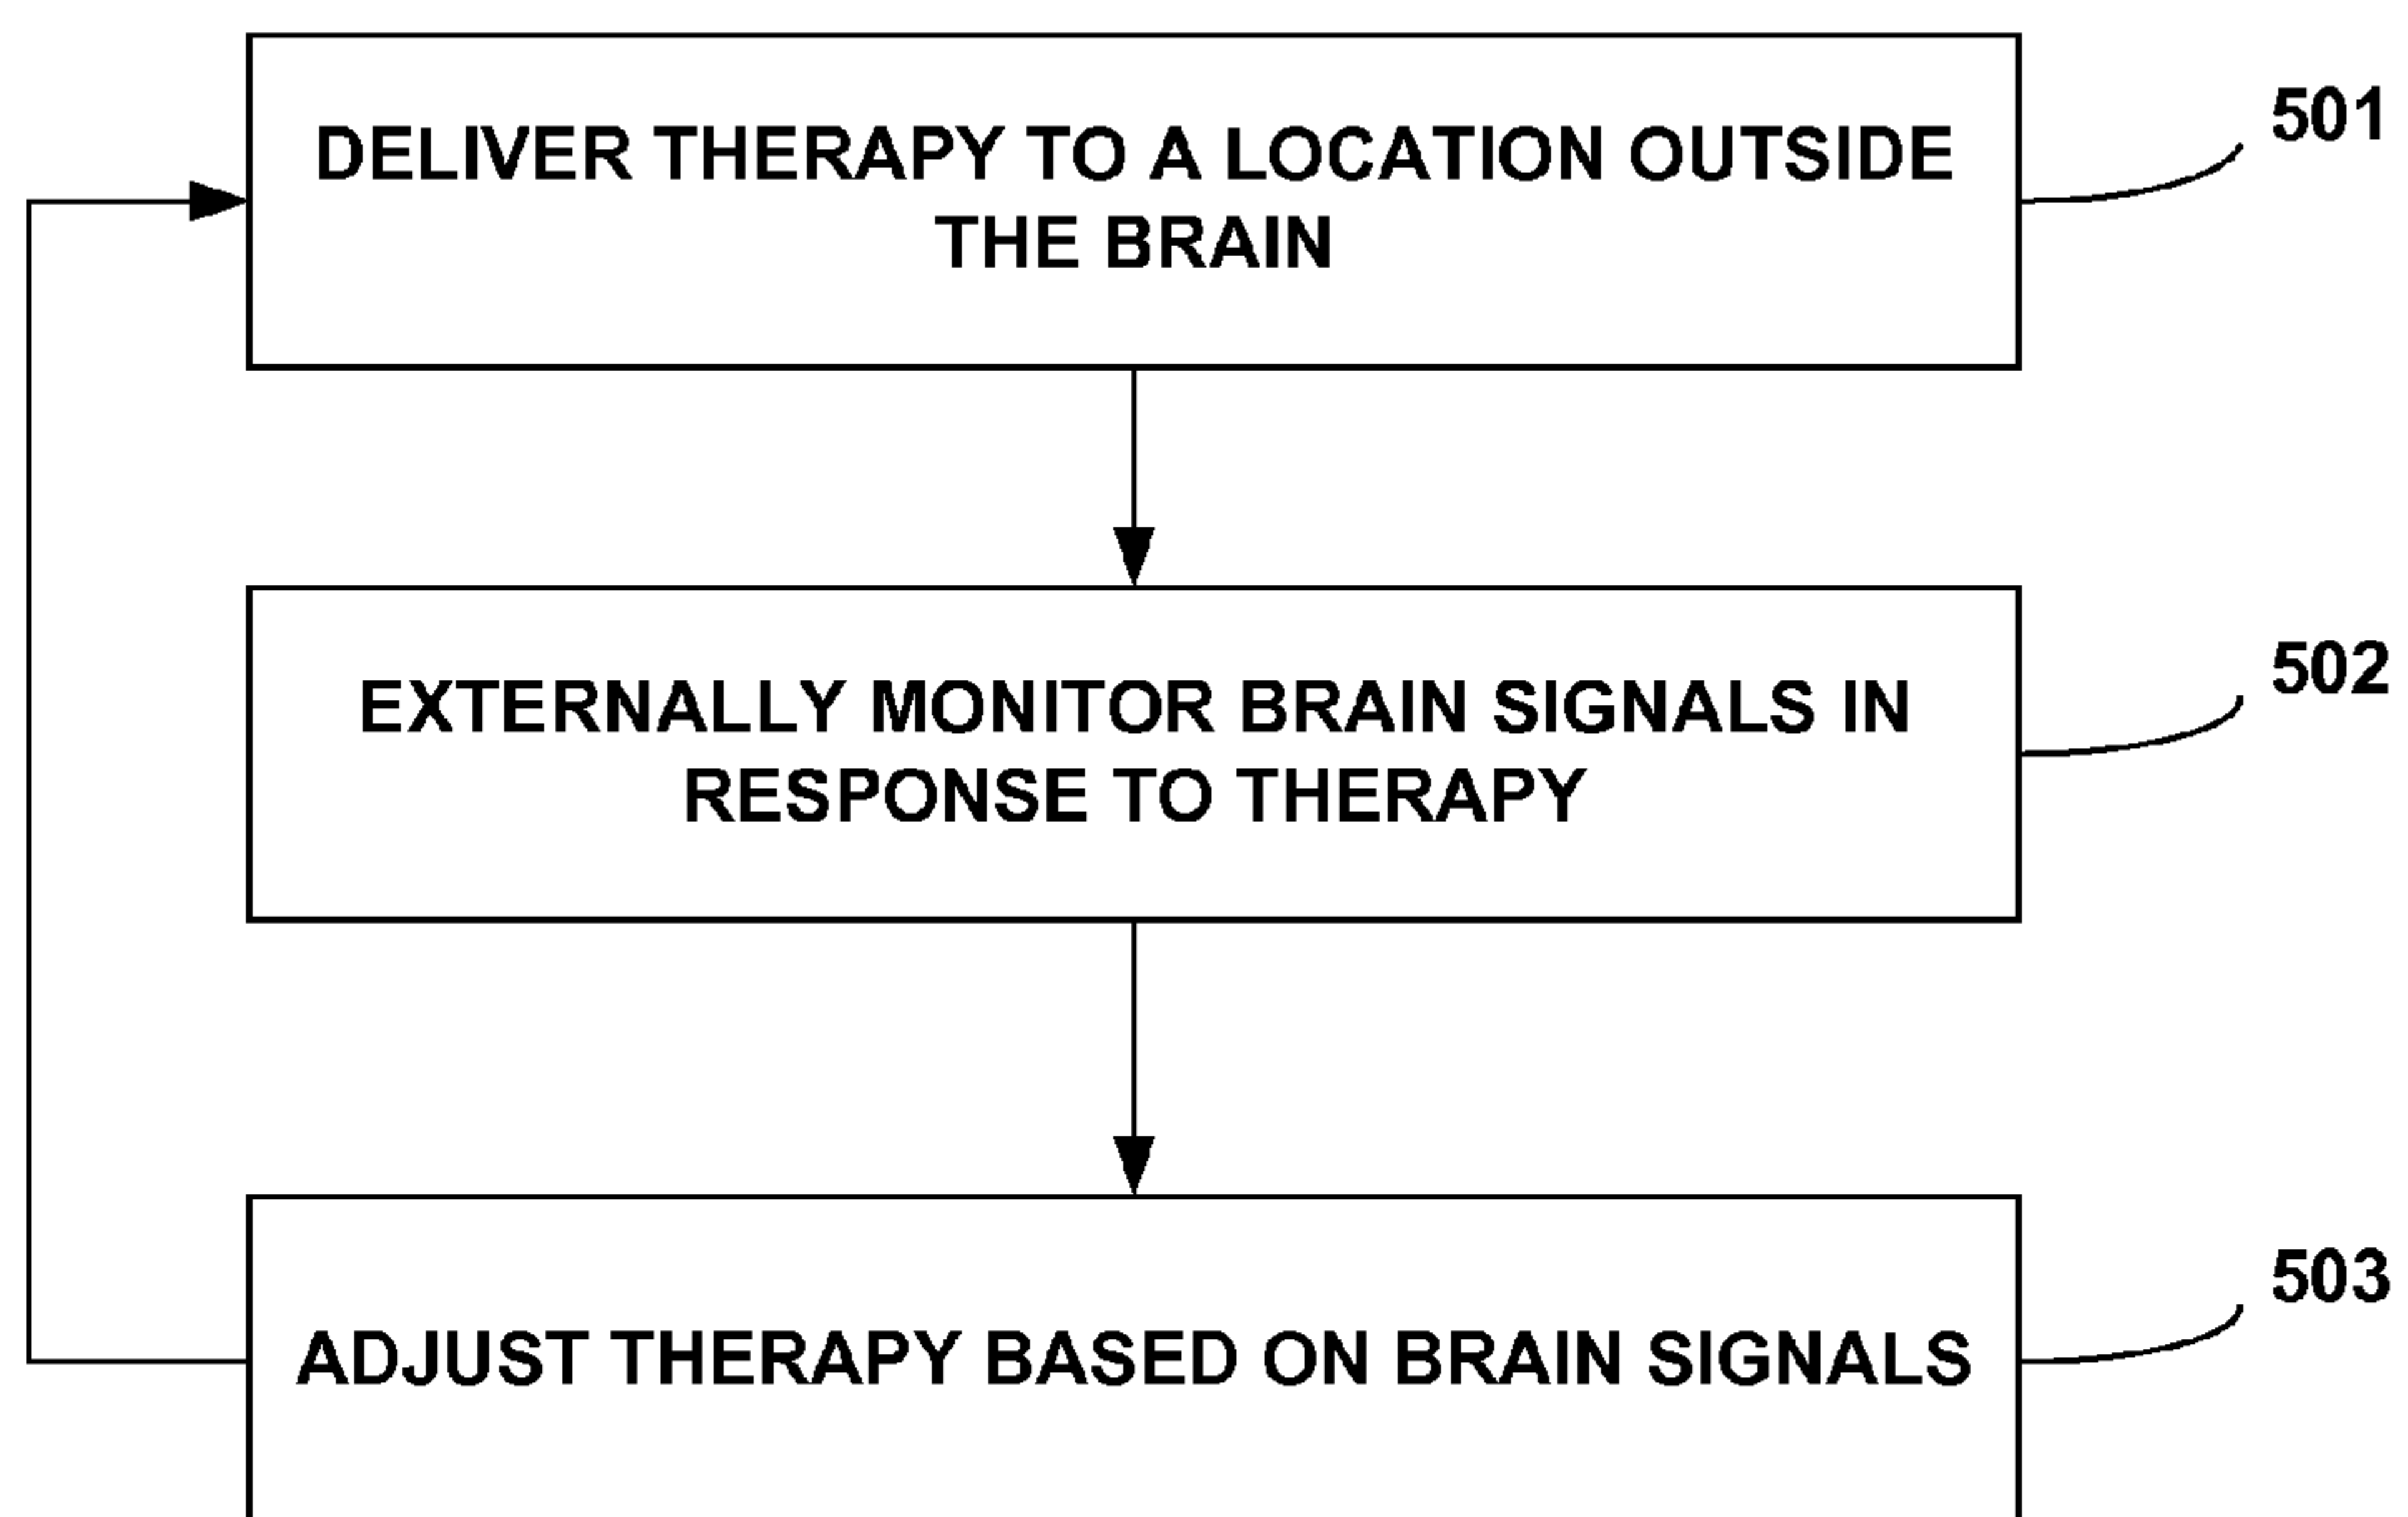 DELIVER THERAPY TO A LOCATION OUTSIDE
THE BRAIN
501
EXTERNALLY MONITOR BRAIN SIGNALS IN
RESPONSE TO THERAPY
502
ADJUST THERAPY BASED ON BRAIN SIGNALS
503